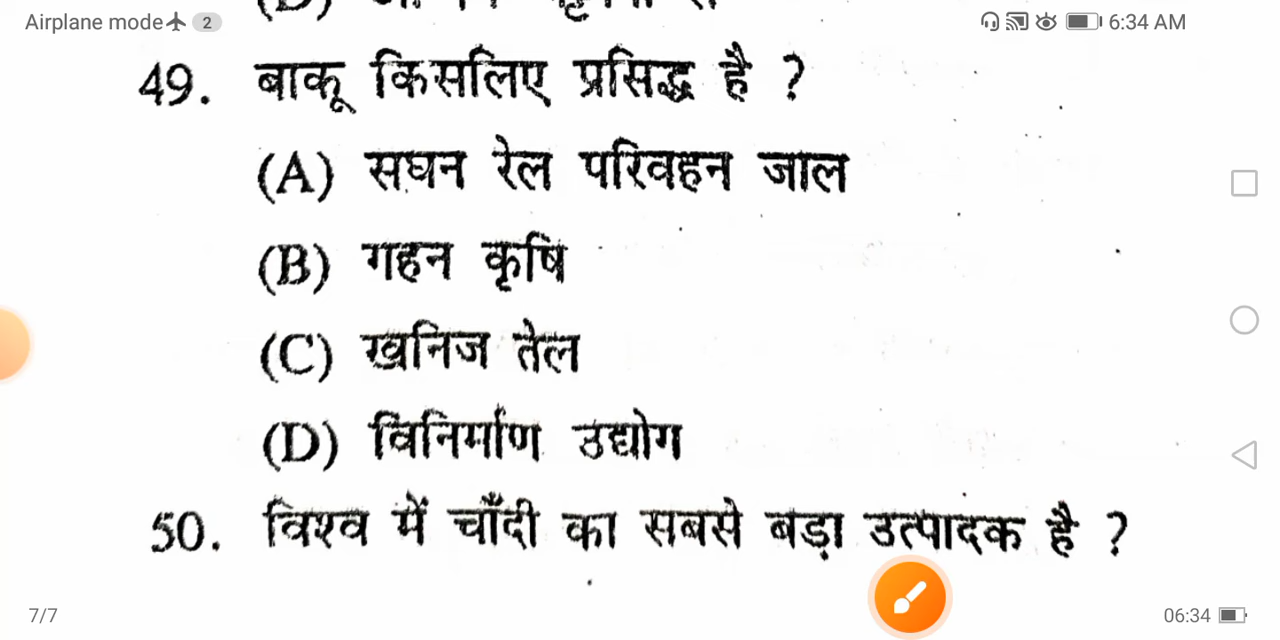 Airplane mode 2 6:34 AM
49. बाकू किसलिए प्रसिद्ध है ?
(A) सघन रेल परिवहन जाल
(B) गहन कृषि
(C) खनिज तेल
(D) विनिर्माण उद्योग
50. विश्व में चाँदी का सबसे बड़ा उत्पादक है ?
7/7 06:34